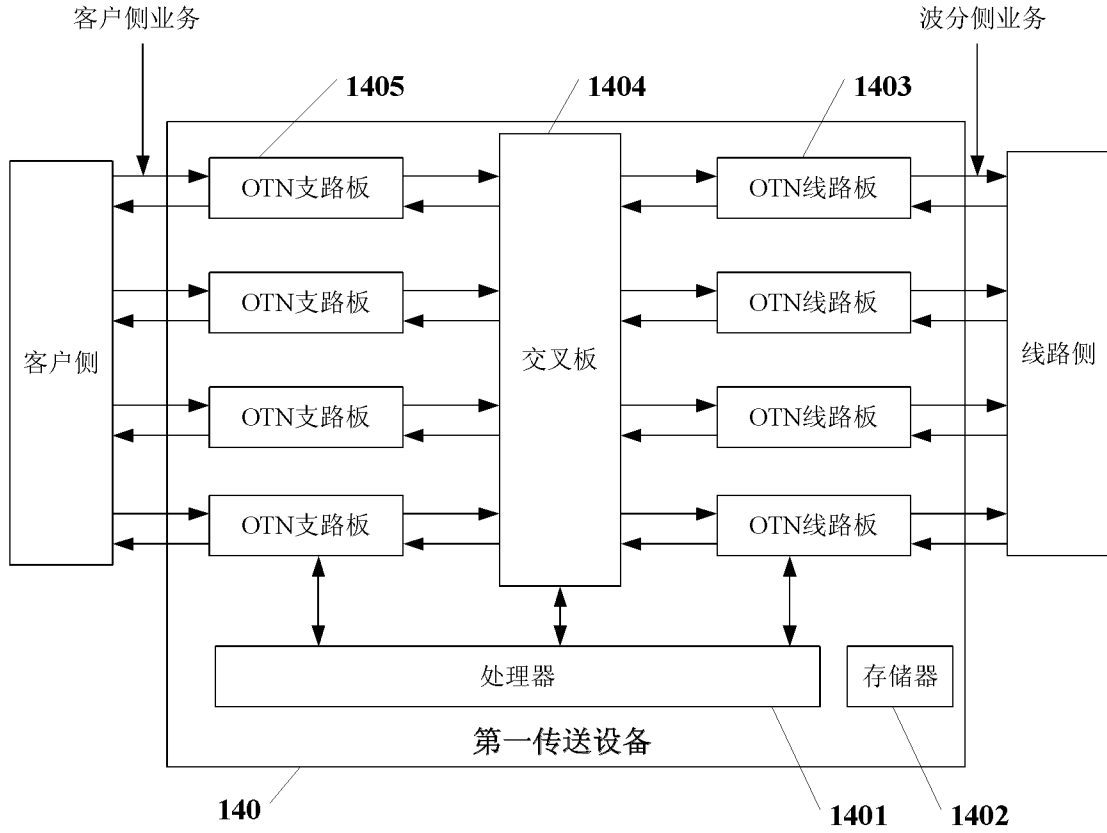 客户侧业务
波分侧业务
1405
1404
1403
OTN支路板
OTN线路板
OTN支路板
OTN线路板
客户侧
交叉板
线路侧
OTN支路板
OTN线路板
OTN支路板
OTN线路板
处理器
存储器
第一传送设备
140
1401
1402